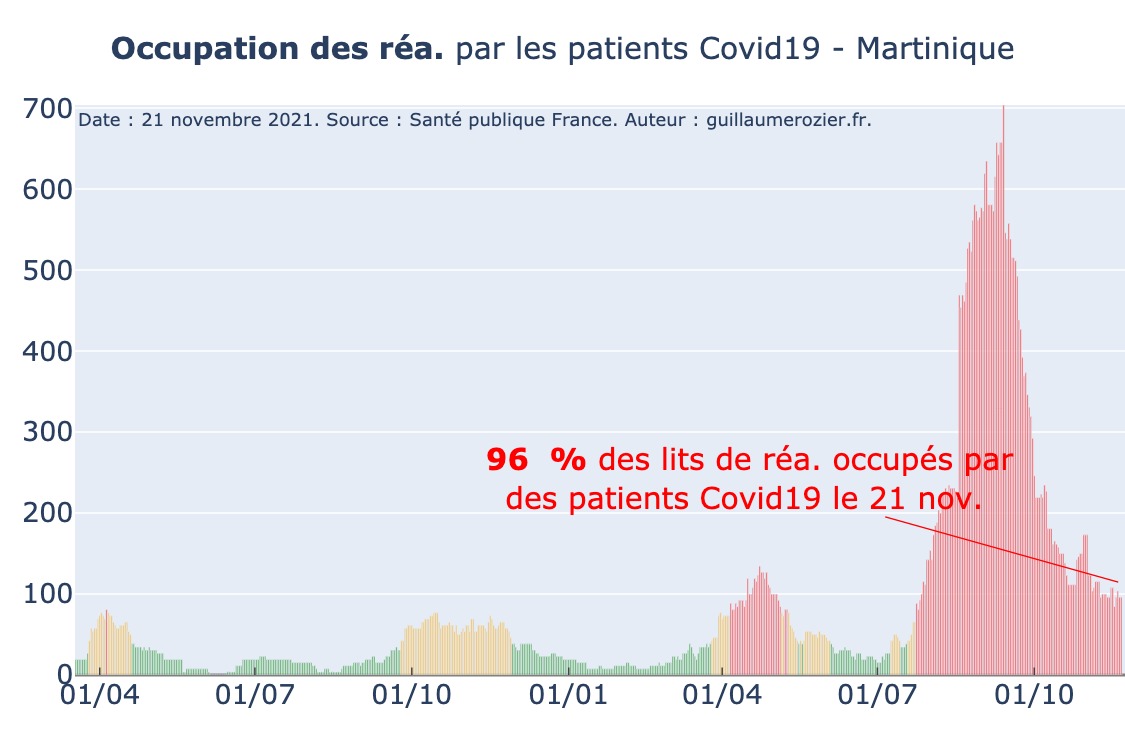 Occupation des réa. par les patients Covid19 - Martinique
Date : 21 novembre 2021. Source : Santé publique France. Auteur : guillaumerozier.fr.
700
600
500
400
300
200
100
0
96 % des lits de réa. occupés par
des patients Covid19 le 21 nov.
01/04 01/07 01/10 01/01 01/04 01/07 01/10